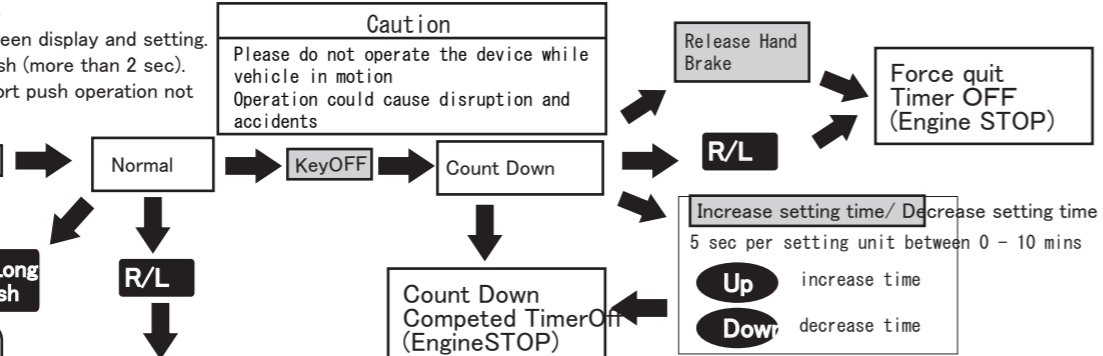 Caution
Please do not operate the device while
vehicle in motion
Operation could cause disruption and
accidents
een display and setting.
sh (more than 2 sec).
ort push operation not
Release Hand
Brake
Force quit
Timer OFF
(Engine STOP)
Normal
KeyOFF
Count Down
R/L
Increase setting time/ Decrease setting time
5 sec per setting unit between 0 - 10 mins
Up
increase time
Down
decrease time
Long
sh
R/L
Count Down
Competed TimerOff
(EngineSTOP)